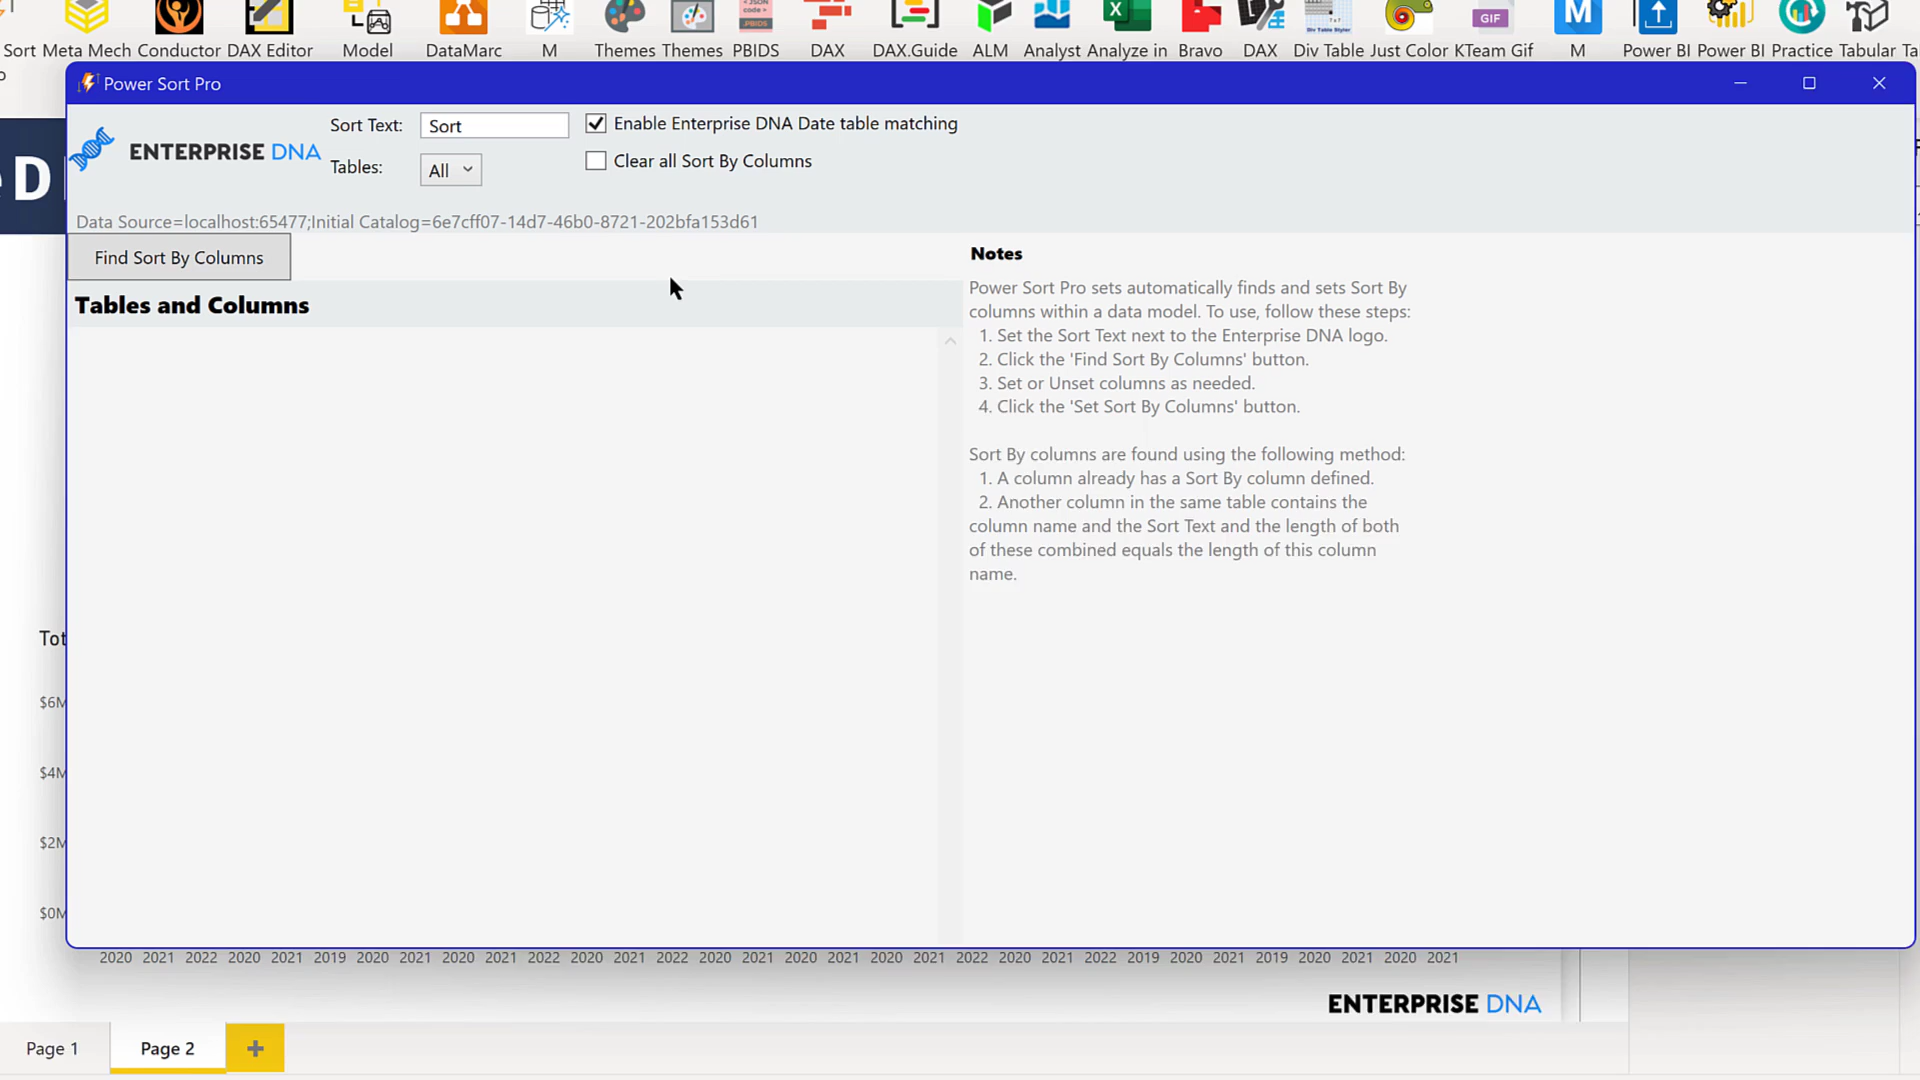 Sort Meta Mech Conductor DAX Editor Model DataMarc M Themes Themes PBIDS DAX DAX.Guide ALM Analyst Analyze in Bravo DAX Div Table Just Color KTeam Gif M Power BI Power BI Practice Tabular Ta
Power Sort Pro
ENTERPRISE DNA
Sort Text: Sort
Enable Enterprise DNA Date table matching
Tables: All
Clear all Sort By Columns
Data Source=localhost:65477;Initial Catalog=6e7cff07-14d7-46b0-8721-202bfa153d61
Find Sort By Columns
Tables and Columns
Notes
Power Sort Pro sets automatically finds and sets Sort By
columns within a data model. To use, follow these steps:
1. Set the Sort Text next to the Enterprise DNA logo.
2. Click the 'Find Sort By Columns' button.
3. Set or Unset columns as needed.
4. Click the 'Set Sort By Columns' button.
Sort By columns are found using the following method:
1. A column already has a Sort By column defined.
2. Another column in the same table contains the
column name and the Sort Text and the length of both
of these combined equals the length of this column
name.
Tot
$6M
$4M
$2M
$0M
2020 2021 2022 2020 2021 2019 2020 2021 2020 2021 2022 2020 2021 2022 2020 2021 2020 2021 2020 2021 2022 2020 2021 2022 2019 2020 2021 2019 2020 2021 2020 2021
ENTERPRISE DNA
Page 1
Page 2
+